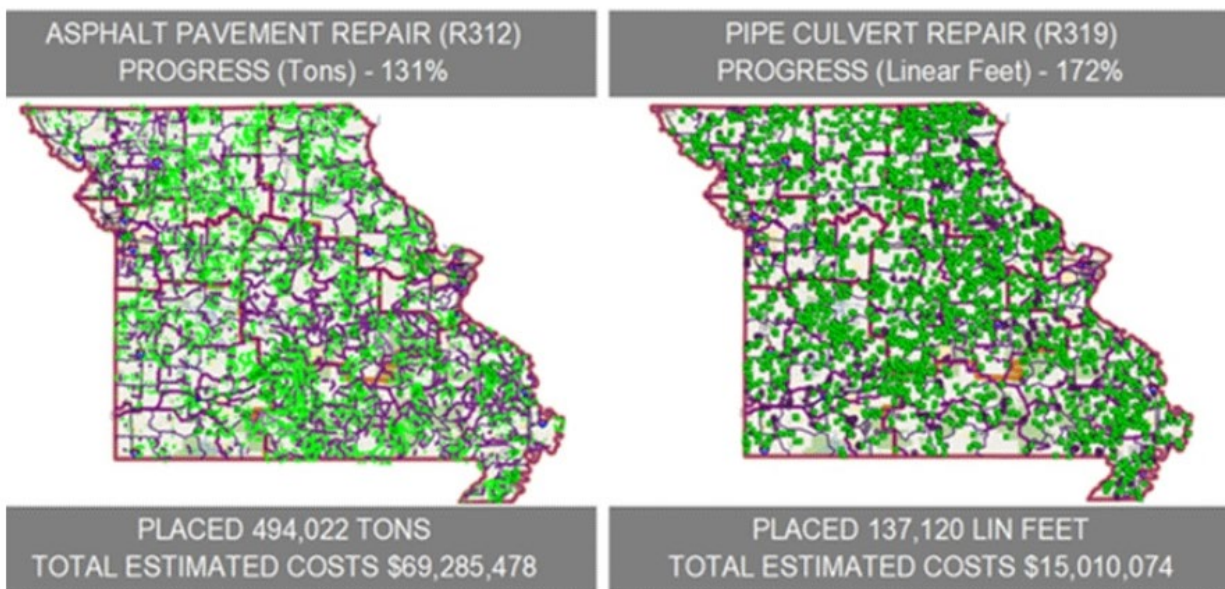 ASPHALT PAVEMENT REPAIR (R312)
PROGRESS (Tons) - 131%
PLACED 494,022 TONS
TOTAL ESTIMATED COSTS $69,285,478
PIPE CULVERT REPAIR (R319)
PROGRESS (Linear Feet) - 172%
PLACED 137,120 LIN FEET
TOTAL ESTIMATED COSTS $15,010,074